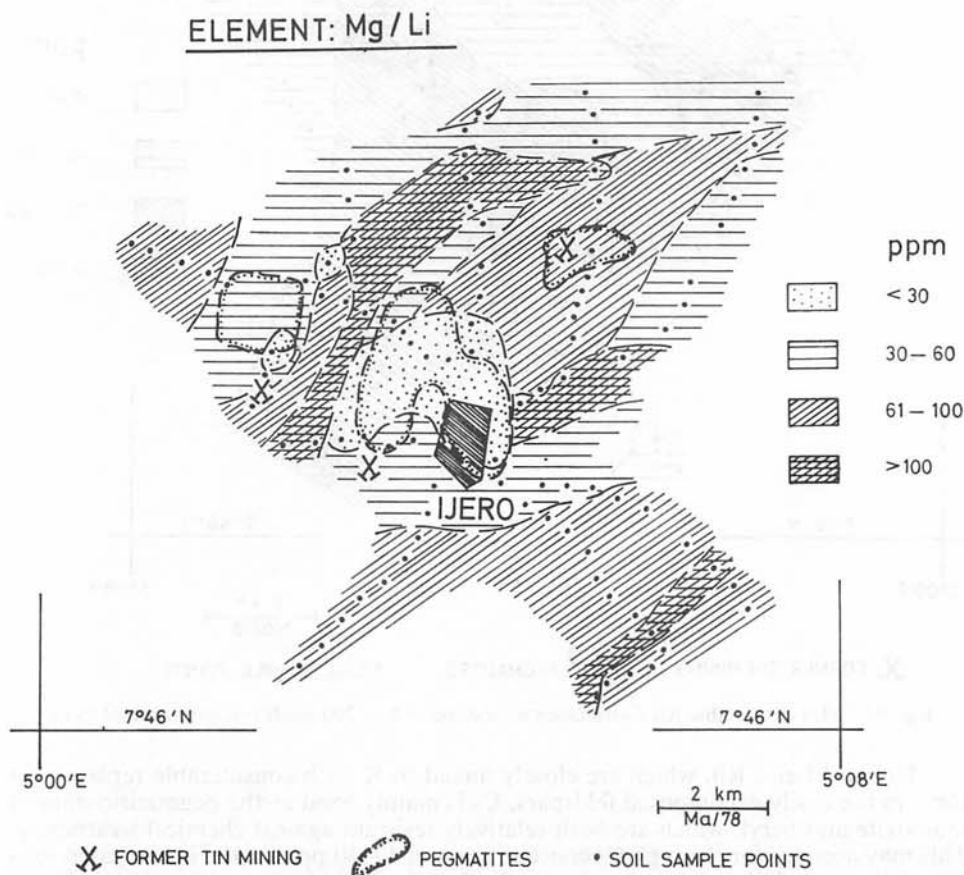 ELEMENT: Mg/Li
ppm
< 30
30 – 60
61 – 100
>100
IJERO
7°46'N
7°46'N
5°00'E
5°08'E
2 km
Ma/78
FORMER TIN MINING
PEGMATITES
SOIL SAMPLE POINTS